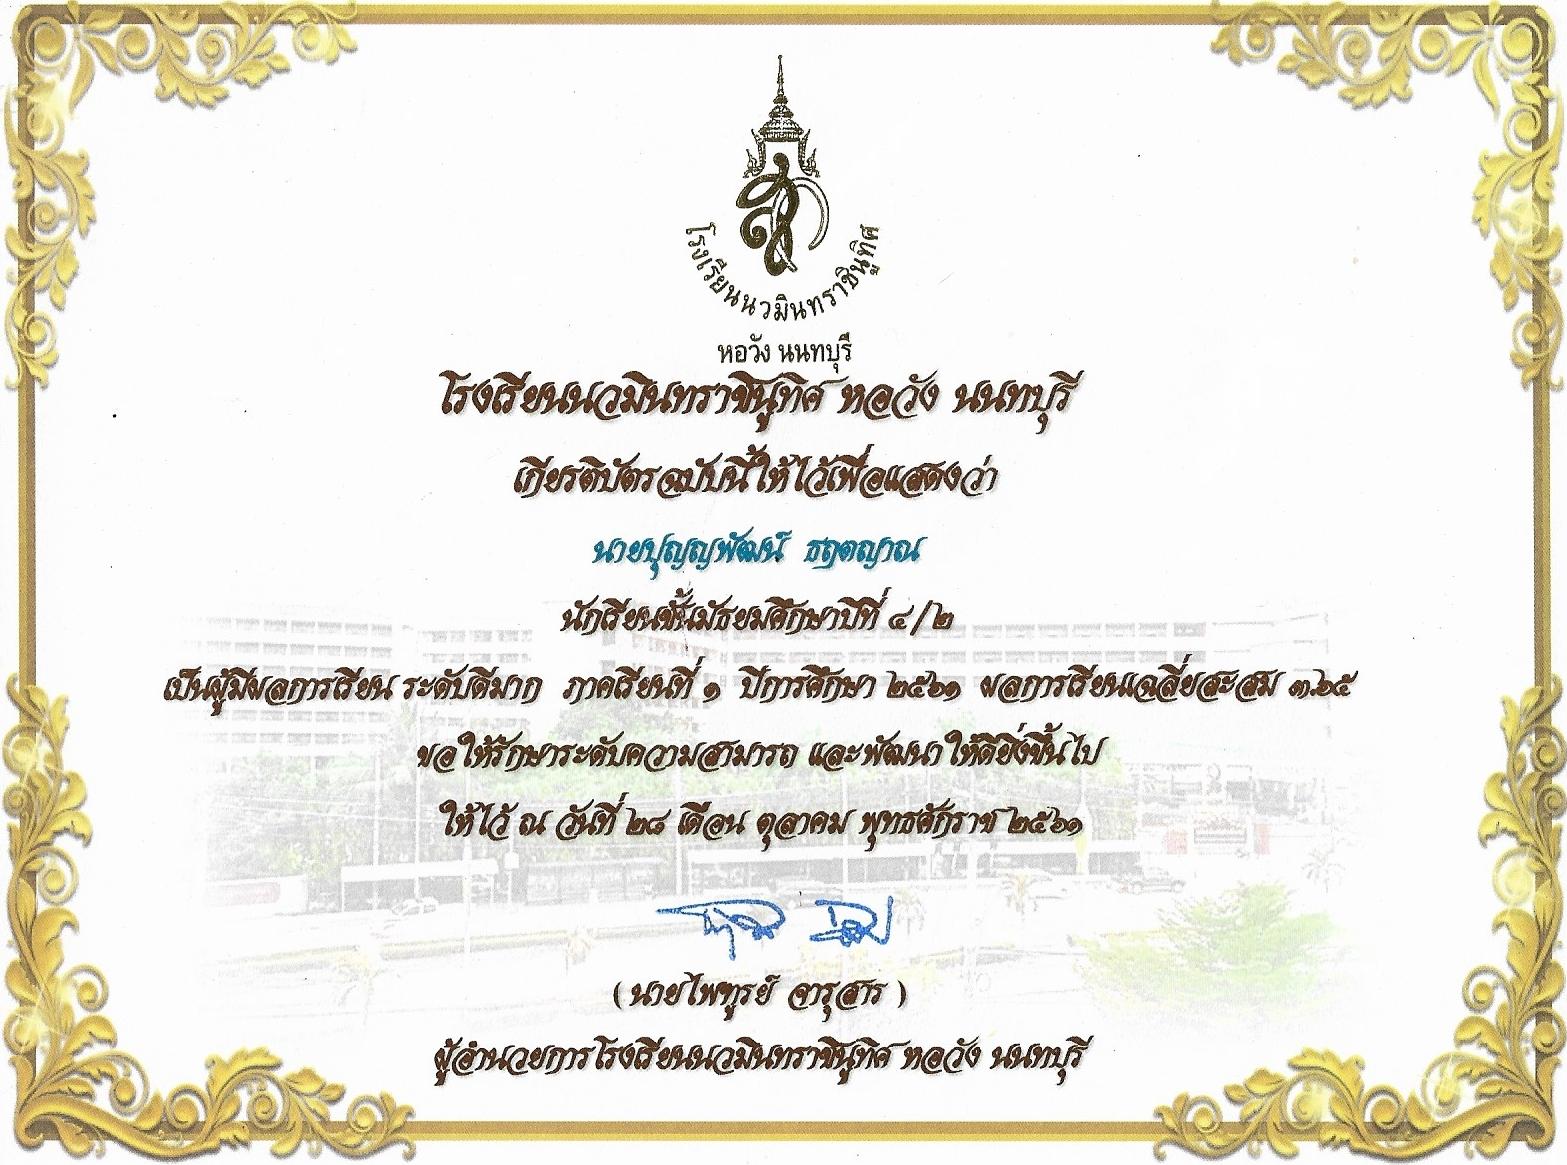 โรงเรียนนวมินทราชินูทิศ
หอวัง นนทบุรี
โรงเรียนนวมินทราชินูทิศ หอวัง นนทบุรี
เกียรติบัตรฉบับนี้ให้ไว้เพื่อแสดงว่า
นายปุญญพัฒน์ ธฤตญาณ
นักเรียนชั้นมัธยมศึกษาปีที่ ๔/๒
เป็นผู้มีผลการเรียน ระดับดีมาก ภาคเรียนที่ ๑ ปีการศึกษา ๒๕๖๑ ผลการเรียนเฉลี่ยสะสม ๓.๖๕
ขอให้รักษาระดับความสามารถ และพัฒนาให้ดียิ่งขึ้นไป
ให้ไว้ ณ วันที่ ๒๘ เดือน ตุลาคม พุทธศักราช ๒๕๖๑
( นายไพฑูรย์ จารุสาร )
ผู้อำนวยการโรงเรียนนวมินทราชินูทิศ หอวัง นนทบุรี